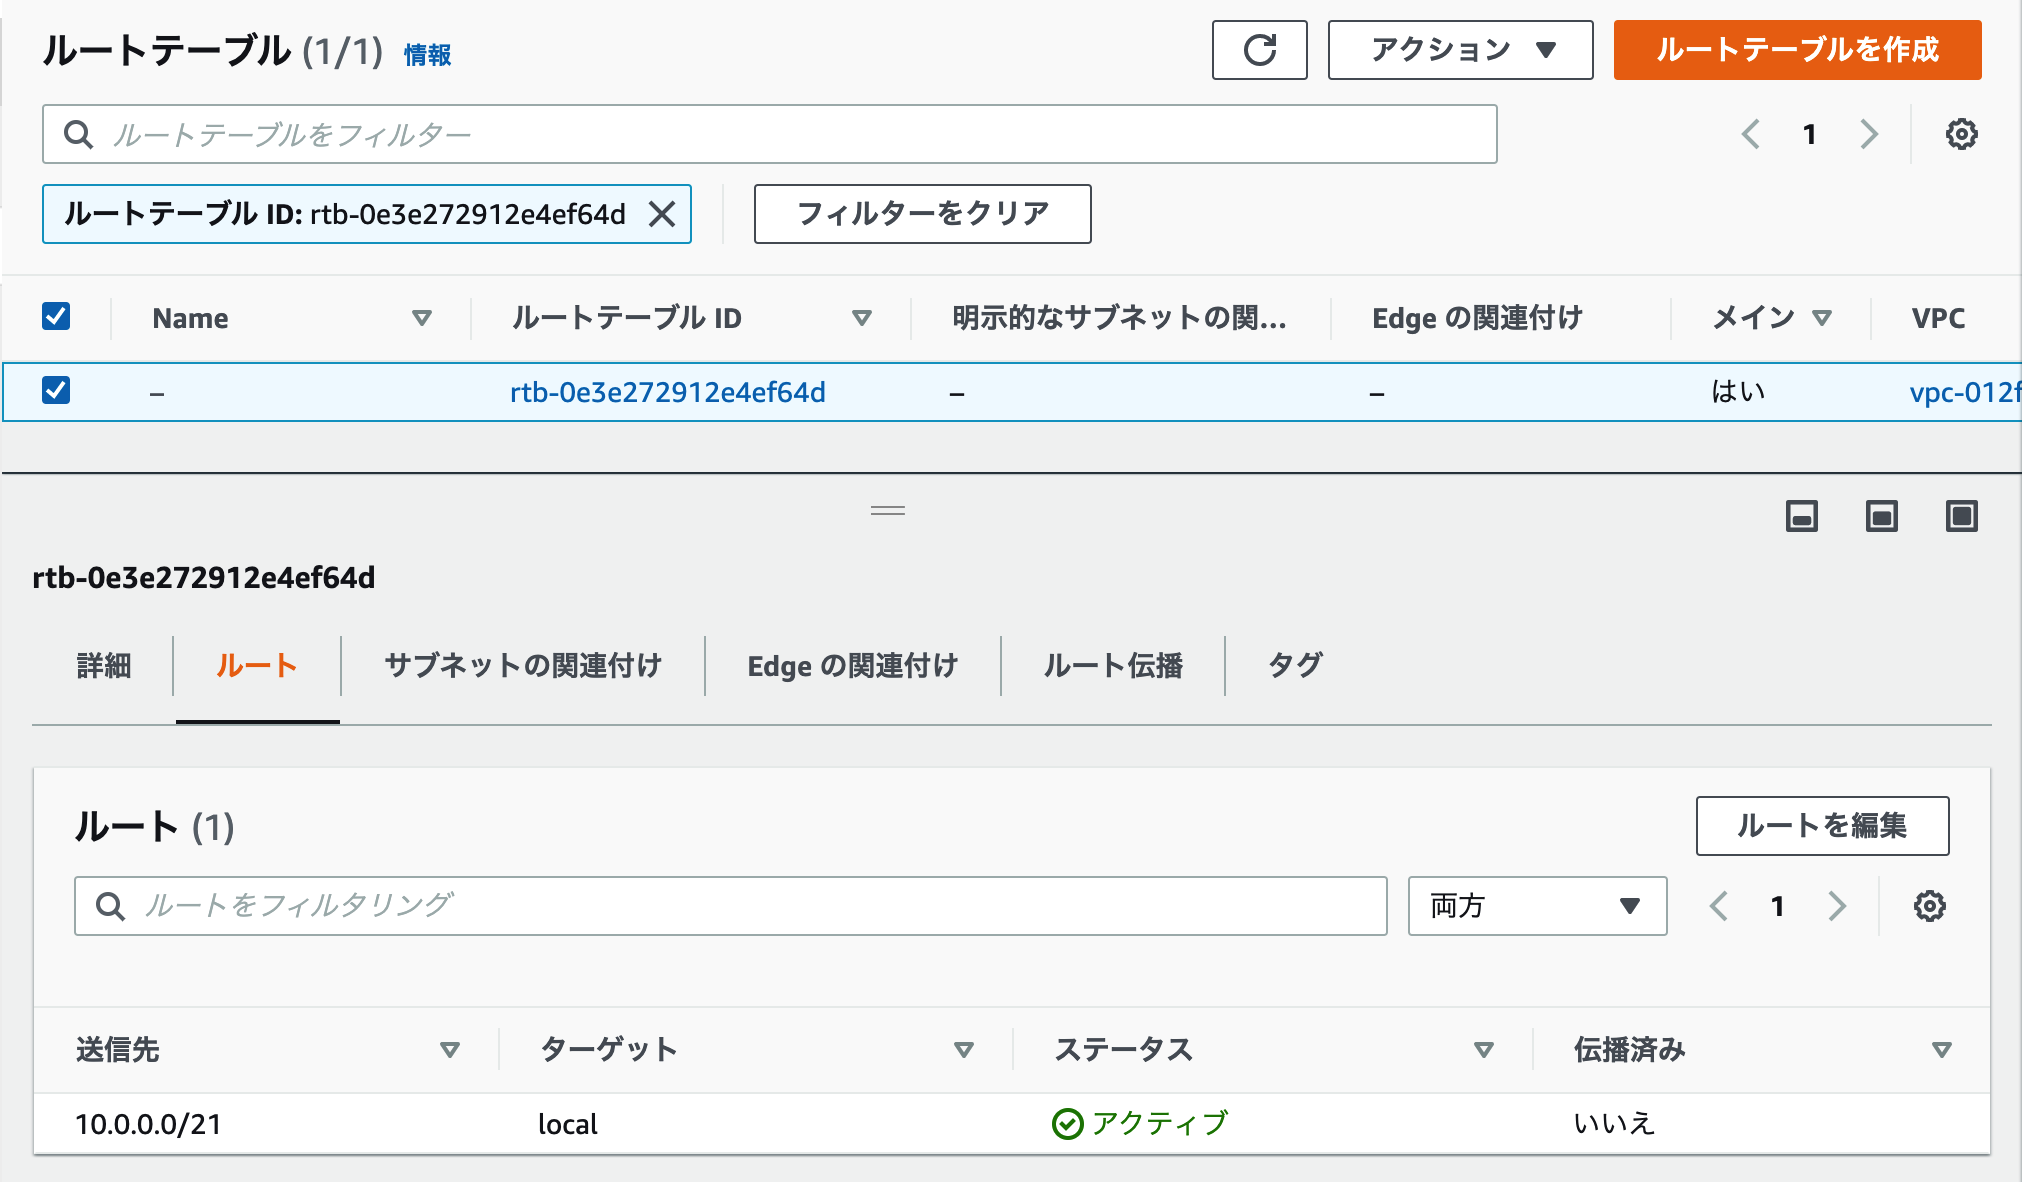 ルートテーブル (1/1) 情報
アクション
ルートテーブルを作成
ルートテーブルをフィルター
1
ルートテーブル ID: rtb-0e3e272912e4ef64d
フィルターをクリア
Name ルートテーブル ID 明示的なサブネットの関... Edge の関連付け メイン VPC
– rtb-0e3e272912e4ef64d – – はい vpc-012f
rtb-0e3e272912e4ef64d
詳細 ルート サブネットの関連付け Edge の関連付け ルート伝播 タグ
ルート (1)
ルートを編集
ルートをフィルタリング
両方
1
送信先 ターゲット ステータス 伝播済み
10.0.0.0/21 local アクティブ いいえ